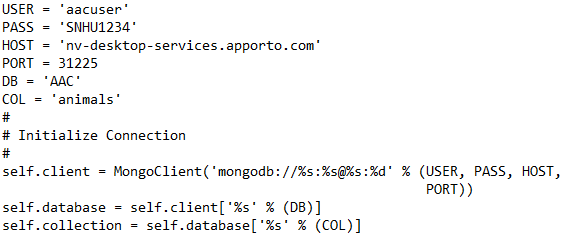 USER = 'aacuser'
PASS = 'SNHU1234'
HOST = 'nv-desktop-services.apporto.com'
PORT = 31225
DB = 'AAC'
COL = 'animals'
#
# Initialize Connection
#
self.client = MongoClient('mongodb://%s:%s@%s:%d' % (USER, PASS, HOST,
PORT))
self.database = self.client['%s' % (DB)]
self.collection = self.database['%s' % (COL)]